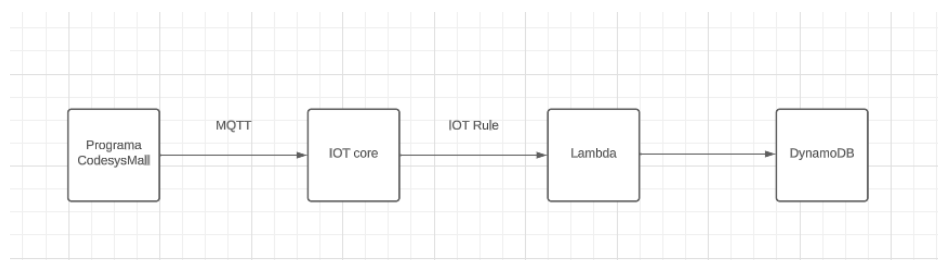 MQTT
IOT Rule
Programa
CodesysMall
IOT core
Lambda
DynamoDB